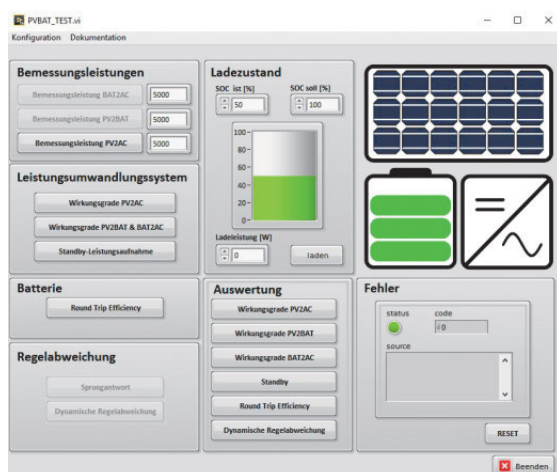 PVBAT_TEST.vi
Konfiguration Dokumentation
Bemessungsleistungen
Bemessungsleistung BAT2AC 5000
Bemessungsleistung PV2BAT 5000
Bemessungsleistung PV2AC 5000
Leistungsumwandlungssystem
Wirkungsgrade PV2AC
Wirkungsgrade PV2BAT & BAT2AC
Standby-Leistungsaufnahme
Batterie
Round Trip Efficiency
Regelabweichung
Sprungantwort
Dynamische Regelabweichung
Ladezustand
SOC ist [%] SOC soll [%]
50 100
100
80
60
40
20
0
Ladeleistung [W]
0 laden
Auswertung
Wirkungsgrade PV2AC
Wirkungsgrade PV2BAT
Wirkungsgrade BAT2AC
Standby
Round Trip Efficiency
Dynamische Regelabweichung
Fehler
status code
0
source
RESET
Beenden